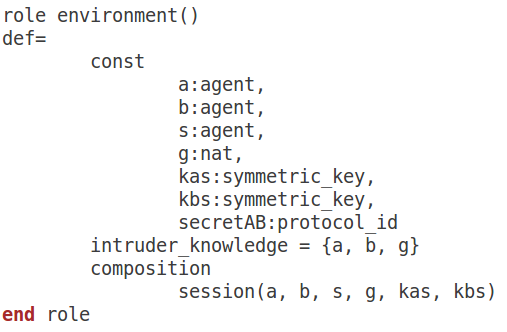 role environment()
def=
const
a:agent,
b:agent,
s:agent,
g:nat,
kas:symmetric_key,
kbs:symmetric_key,
secretAB:protocol_id
intruder_knowledge = {a, b, g}
composition
session(a, b, s, g, kas, kbs)
end role